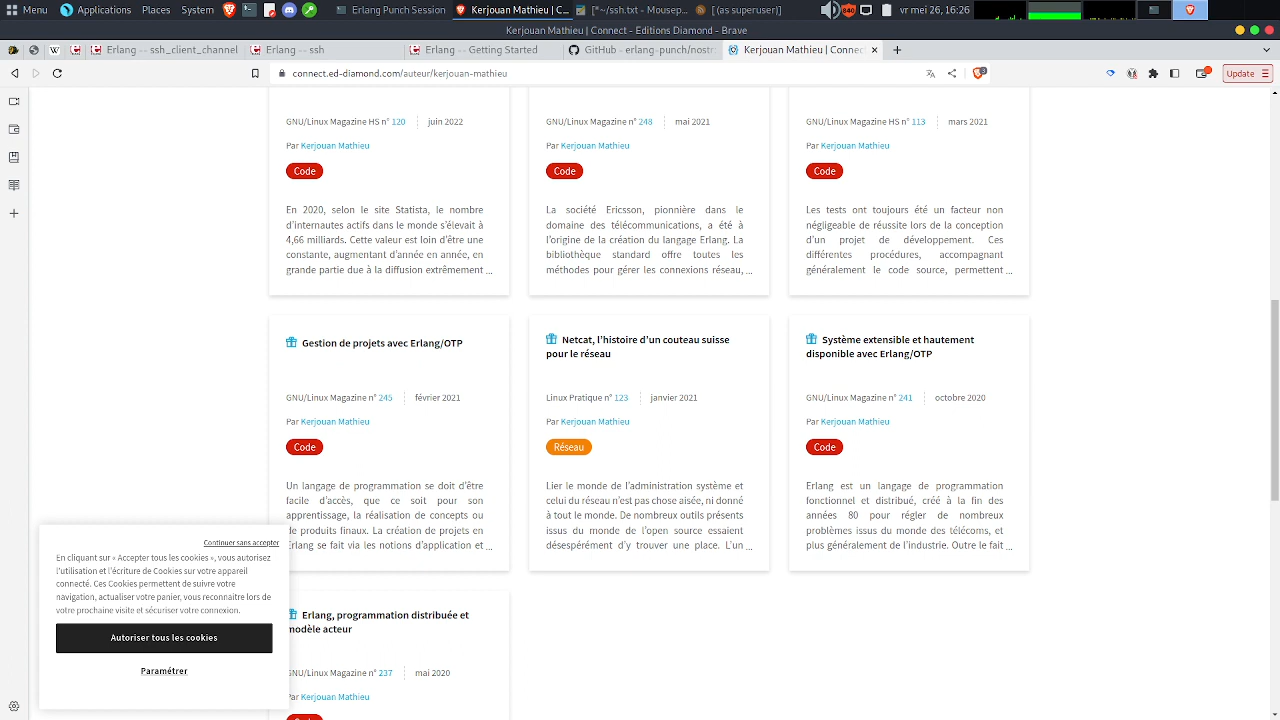 Menu Applications Places System Erlang Punch Session Kerjouan Mathieu | C... [*~/ssh.txt - Mousep... [ (as superuser)] 840 vr mei 26, 16:26
Kerjouan Mathieu | Connect - Editions Diamond - Brave
Erlang -- ssh_client_channel Erlang -- ssh Erlang -- Getting Started GitHub - erlang-punch/nostr Kerjouan Mathieu | Connect
connect.ed-diamond.com/auteur/kerjouan-mathieu Update
GNU/Linux Magazine HS n° 120 juin 2022
Par Kerjouan Mathieu
Code
En 2020, selon le site Statista, le nombre
d'internautes actifs dans le monde s'élevait à
4,66 milliards. Cette valeur est loin d'être une
constante, augmentant d'année en année, en
grande partie due à la diffusion extrêmement ...
GNU/Linux Magazine n° 248 mai 2021
Par Kerjouan Mathieu
Code
La société Ericsson, pionnière dans le
domaine des télécommunications, a été à
l'origine de la création du langage Erlang. La
bibliothèque standard offre toutes les
méthodes pour gérer les connexions réseau, ...
GNU/Linux Magazine HS n° 113 mars 2021
Par Kerjouan Mathieu
Code
Les tests ont toujours été un facteur non
négligeable de réussite lors de la conception
d'un projet de développement. Ces
différentes procédures, accompagnant
généralement le code source, permettent ...
Gestion de projets avec Erlang/OTP
GNU/Linux Magazine n° 245 février 2021
Par Kerjouan Mathieu
Code
Un langage de programmation se doit d'être
facile d'accès, que ce soit pour son
apprentissage, la réalisation de concepts ou
de produits finaux. La création de projets en
Erlang se fait via les notions d'application et ...
Netcat, l'histoire d'un couteau suisse
pour le réseau
Linux Pratique n° 123 janvier 2021
Par Kerjouan Mathieu
Réseau
Lier le monde de l'administration système et
celui du réseau n'est pas chose aisée, ni donné
à tout le monde. De nombreux outils présents
issus du monde de l'open source essaient
désespérément d'y trouver une place. L'un ...
Système extensible et hautement
disponible avec Erlang/OTP
GNU/Linux Magazine n° 241 octobre 2020
Par Kerjouan Mathieu
Code
Erlang est un langage de programmation
fonctionnel et distribué, créé à la fin des
années 80 pour régler de nombreux
problèmes issus du monde des télécoms, et
plus généralement de l'industrie. Outre le fait ...
Erlang, programmation distribuée et
modèle acteur
GNU/Linux Magazine n° 237 mai 2020
Par Kerjouan Mathieu
Code
Continuer sans accepter
En cliquant sur « Accepter tous les cookies », vous autorisez
l'utilisation et l'écriture de Cookies sur votre appareil
connecté. Ces Cookies permettent de suivre votre
navigation, actualiser votre panier, vous reconnaitre lors de
votre prochaine visite et sécuriser votre connexion.
Autoriser tous les cookies
Paramétrer